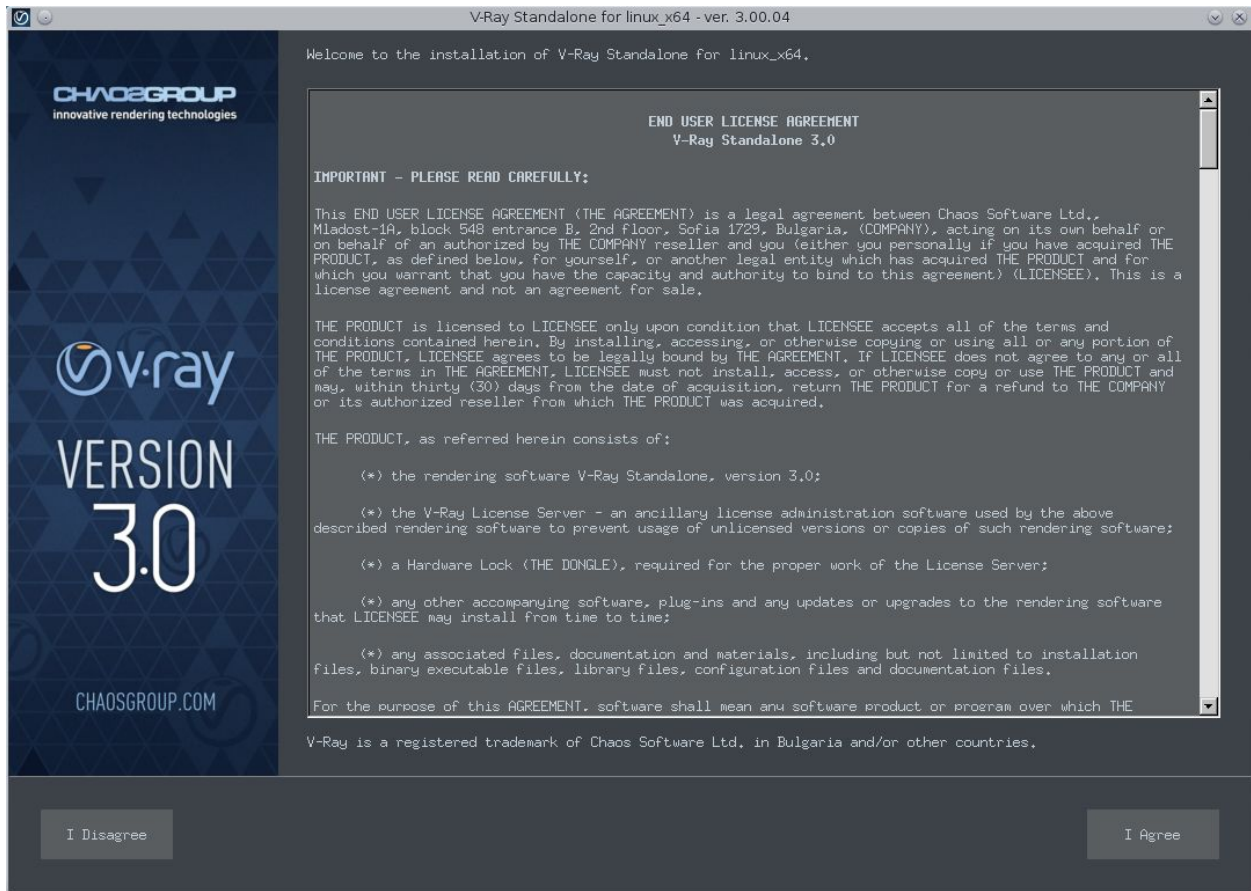 V-Ray Standalone for linux_x64 - ver. 3.00.04
CHAOSGROUP
innovative rendering technologies
v·ray
VERSION
3.0
CHAOSGROUP.COM
Welcome to the installation of V-Ray Standalone for linux_x64.
END USER LICENSE AGREEMENT
V-Ray Standalone 3.0
IMPORTANT - PLEASE READ CAREFULLY:
This END USER LICENSE AGREEMENT (THE AGREEMENT) is a legal agreement between Chaos Software Ltd.,
Mladost-1A, block 548 entrance B, 2nd floor, Sofia 1729, Bulgaria, (COMPANY), acting on its own behalf or
on behalf of an authorized by THE COMPANY reseller and you (either you personally if you have acquired THE
PRODUCT, as defined below, for yourself, or another legal entity which has acquired THE PRODUCT and for
which you warrant that you have the capacity and authority to bind to this agreement) (LICENSEE). This is a
license agreement and not an agreement for sale.
THE PRODUCT is licensed to LICENSEE only upon condition that LICENSEE accepts all of the terms and
conditions contained herein. By installing, accessing, or otherwise copying or using all or any portion of
THE PRODUCT, LICENSEE agrees to be legally bound by THE AGREEMENT. If LICENSEE does not agree to any or all
of the terms in THE AGREEMENT, LICENSEE must not install, access, or otherwise copy or use THE PRODUCT and
may, within thirty (30) days from the date of acquisition, return THE PRODUCT for a refund to THE COMPANY
or its authorized reseller from which THE PRODUCT was acquired.
THE PRODUCT, as referred herein consists of:
(*) the rendering software V-Ray Standalone, version 3.0;
(*) the V-Ray License Server - an ancillary license administration software used by the above
described rendering software to prevent usage of unlicensed versions or copies of such rendering software;
(*) a Hardware Lock (THE DONGLE), required for the proper work of the License Server;
(*) any other accompanying software, plug-ins and any updates or upgrades to the rendering software
that LICENSEE may install from time to time;
(*) any associated files, documentation and materials, including but not limited to installation
files, binary executable files, library files, configuration files and documentation files.
For the purpose of this AGREEMENT, software shall mean any software product or program over which THE
V-Ray is a registered trademark of Chaos Software Ltd. in Bulgaria and/or other countries.
I Disagree
I Agree